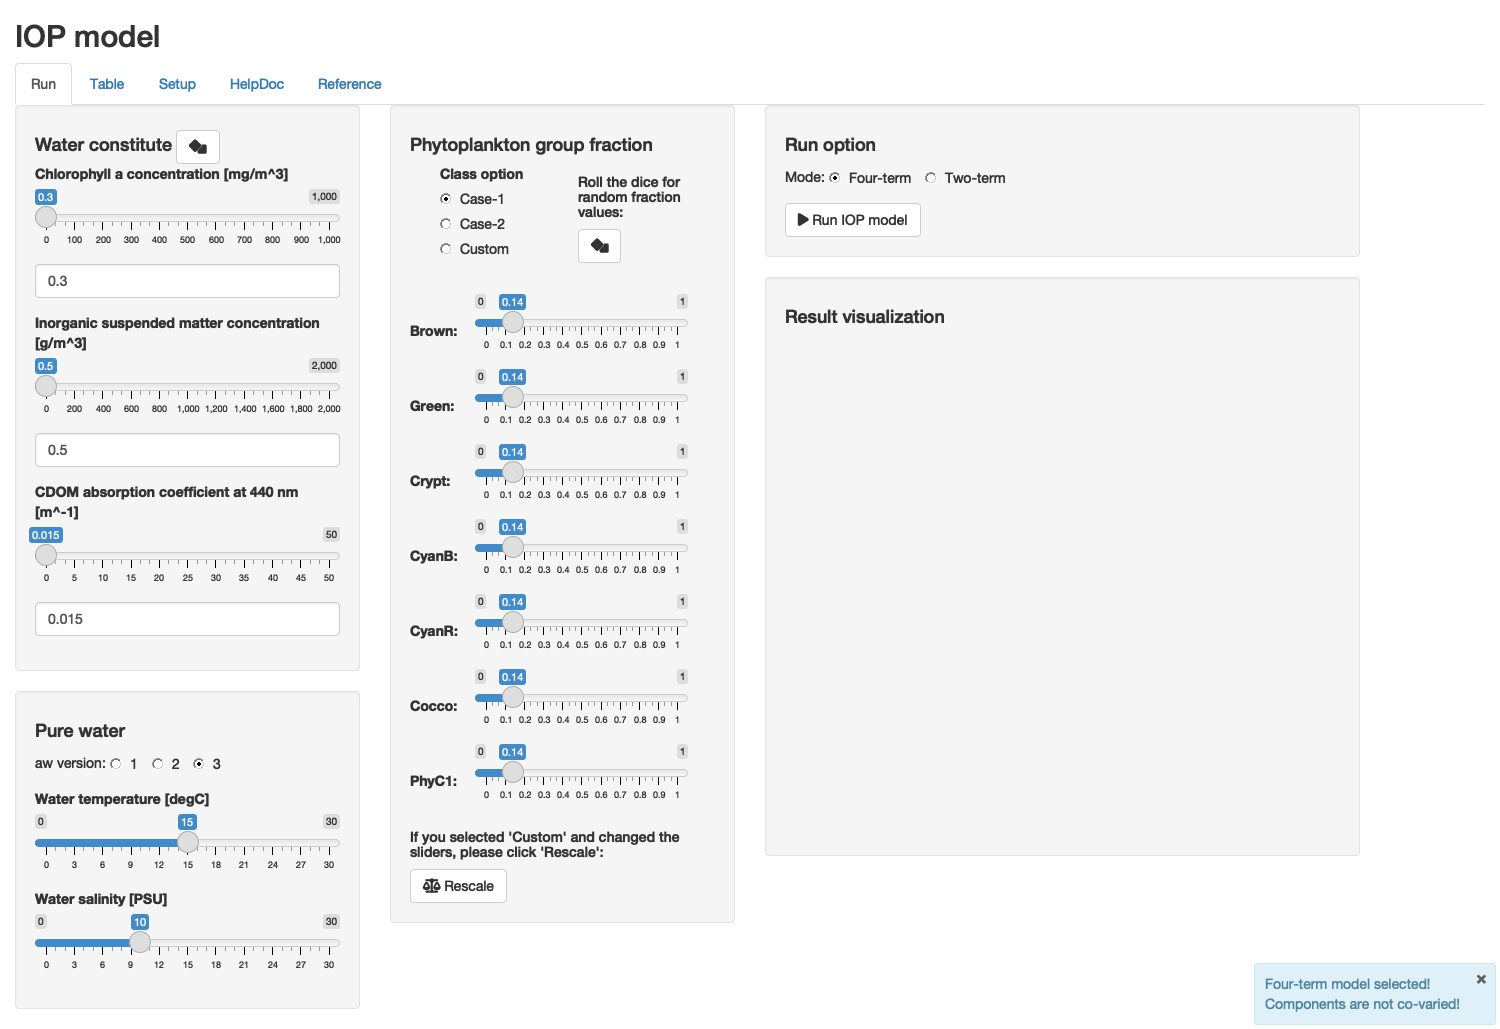 IOP model
Run Table Setup HelpDoc Reference
Water constitute
Chlorophyll a concentration [mg/m^3]
0.3 1,000
0 100 200 300 400 500 600 700 800 900 1,000
0.3
Inorganic suspended matter concentration
[g/m^3]
0.5 2,000
0 200 400 600 800 1,000 1,200 1,400 1,600 1,800 2,000
0.5
CDOM absorption coefficient at 440 nm
[m^-1]
0.015 50
0 5 10 15 20 25 30 35 40 45 50
0.015
Pure water
aw version: 1 2 3
Water temperature [degC]
0 15 30
0 3 6 9 12 15 18 21 24 27 30
Water salinity [PSU]
0 10 30
0 3 6 9 12 15 18 21 24 27 30
Phytoplankton group fraction
Class option
Case-1
Case-2
Custom
Roll the dice for
random fraction
values:
0 0.14 1
Brown:
0 0.1 0.2 0.3 0.4 0.5 0.6 0.7 0.8 0.9 1
0 0.14 1
Green:
0 0.1 0.2 0.3 0.4 0.5 0.6 0.7 0.8 0.9 1
0 0.14 1
Crypt:
0 0.1 0.2 0.3 0.4 0.5 0.6 0.7 0.8 0.9 1
0 0.14 1
CyanB:
0 0.1 0.2 0.3 0.4 0.5 0.6 0.7 0.8 0.9 1
0 0.14 1
CyanR:
0 0.1 0.2 0.3 0.4 0.5 0.6 0.7 0.8 0.9 1
0 0.14 1
Cocco:
0 0.1 0.2 0.3 0.4 0.5 0.6 0.7 0.8 0.9 1
0 0.14 1
PhyC1:
0 0.1 0.2 0.3 0.4 0.5 0.6 0.7 0.8 0.9 1
If you selected 'Custom' and changed the
sliders, please click 'Rescale':
Rescale
Run option
Mode: Four-term Two-term
Run IOP model
Result visualization
Four-term model selected!
Components are not co-varied!